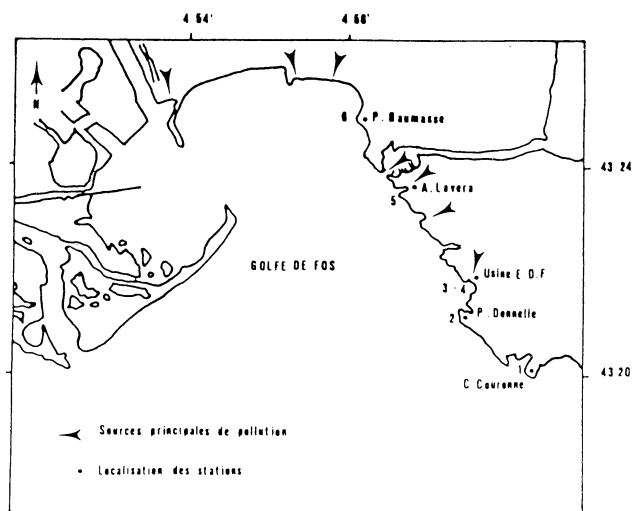 4.54' 4.58'
N
6 P. Baumasse
43 24
A. Lavera
5
GOLFE DE FOS
Usine E D.F
3-4
2 P. Bonnelle
1
43 20
C. Couronne
Sources principales de pollution
Localisation des stations